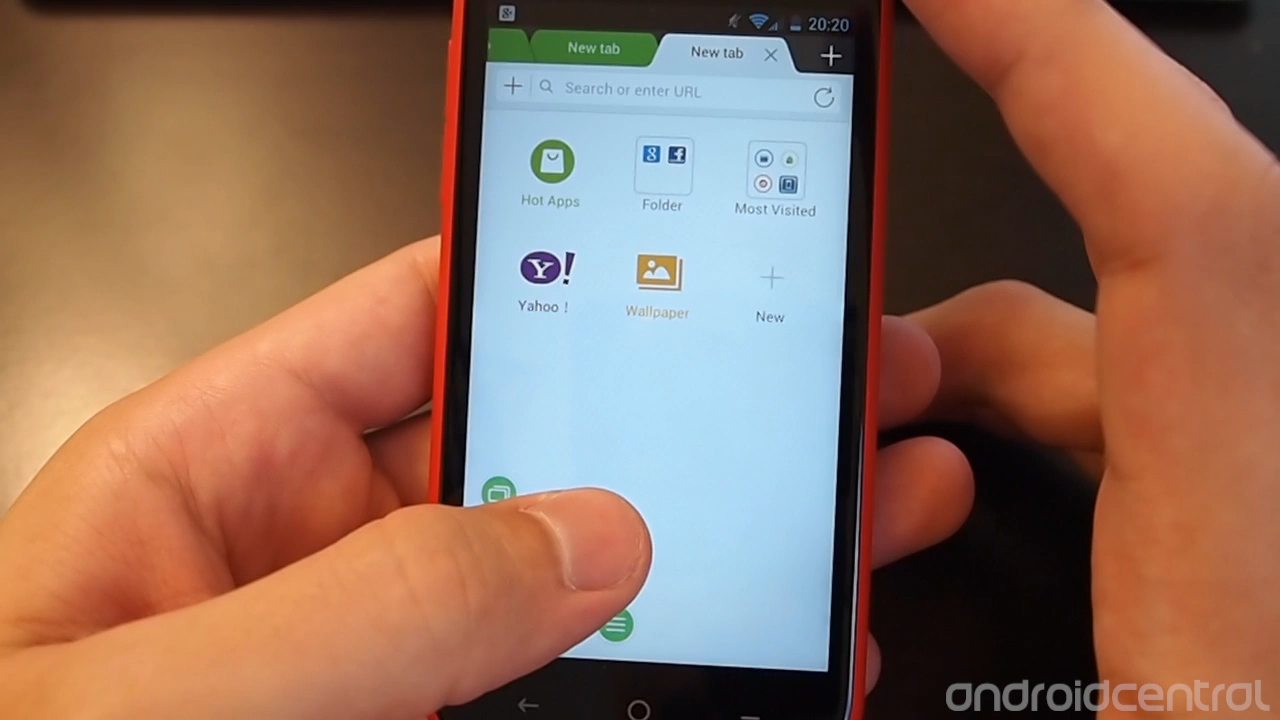 20:20
New tab
New tab
Search or enter URL
Hot Apps
Folder
Most Visited
Yahoo !
Wallpaper
New
androidcentral